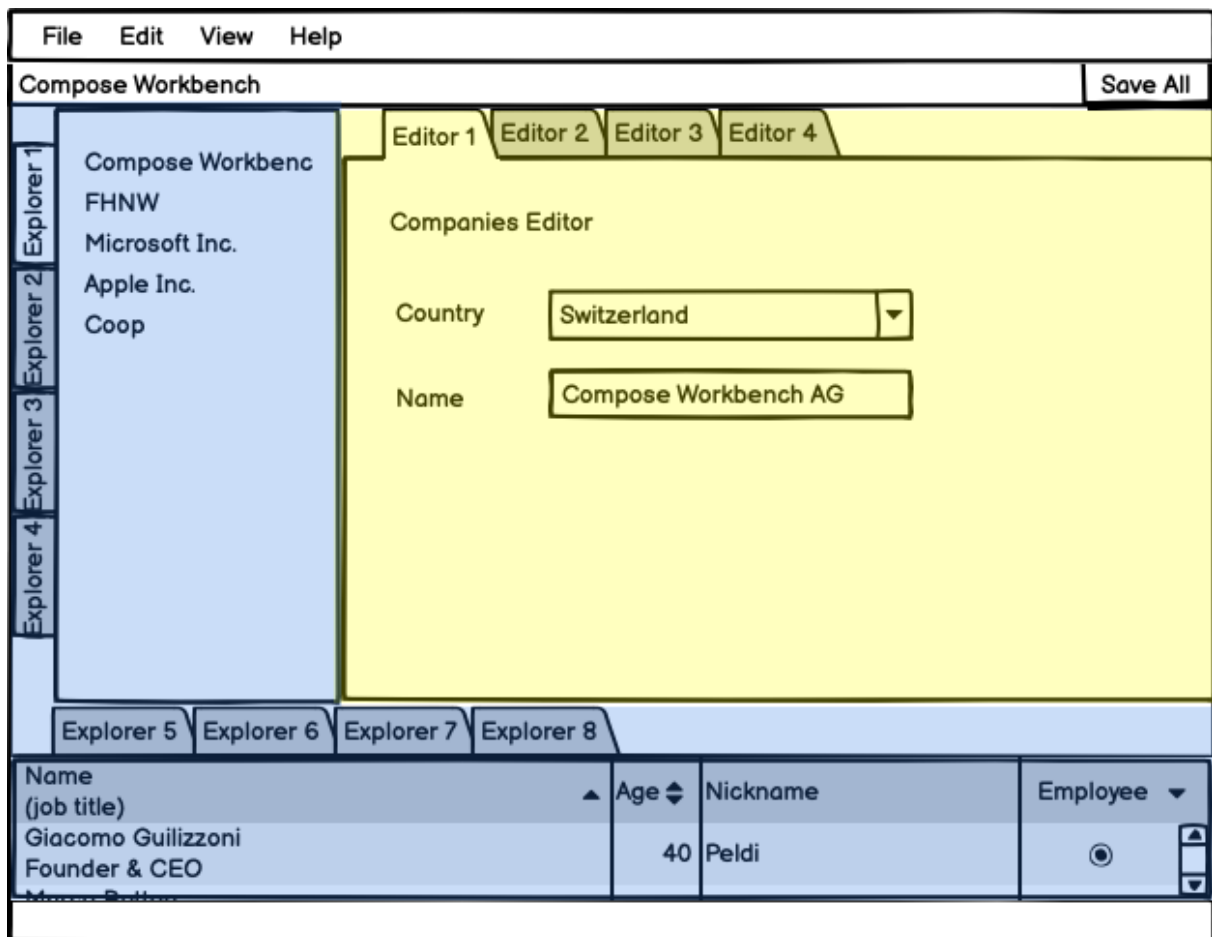 File Edit View Help
Compose Workbench Save All
Editor 1 Editor 2 Editor 3 Editor 4
Explorer 1
Explorer 2
Explorer 3
Explorer 4
Compose Workbenc
FHNW
Microsoft Inc.
Apple Inc.
Coop
Companies Editor
Country Switzerland
Name Compose Workbench AG
Explorer 5 Explorer 6 Explorer 7 Explorer 8
Name
(job title)
Age Nickname Employee
Giacomo Guilizzoni
Founder & CEO
40 Peldi